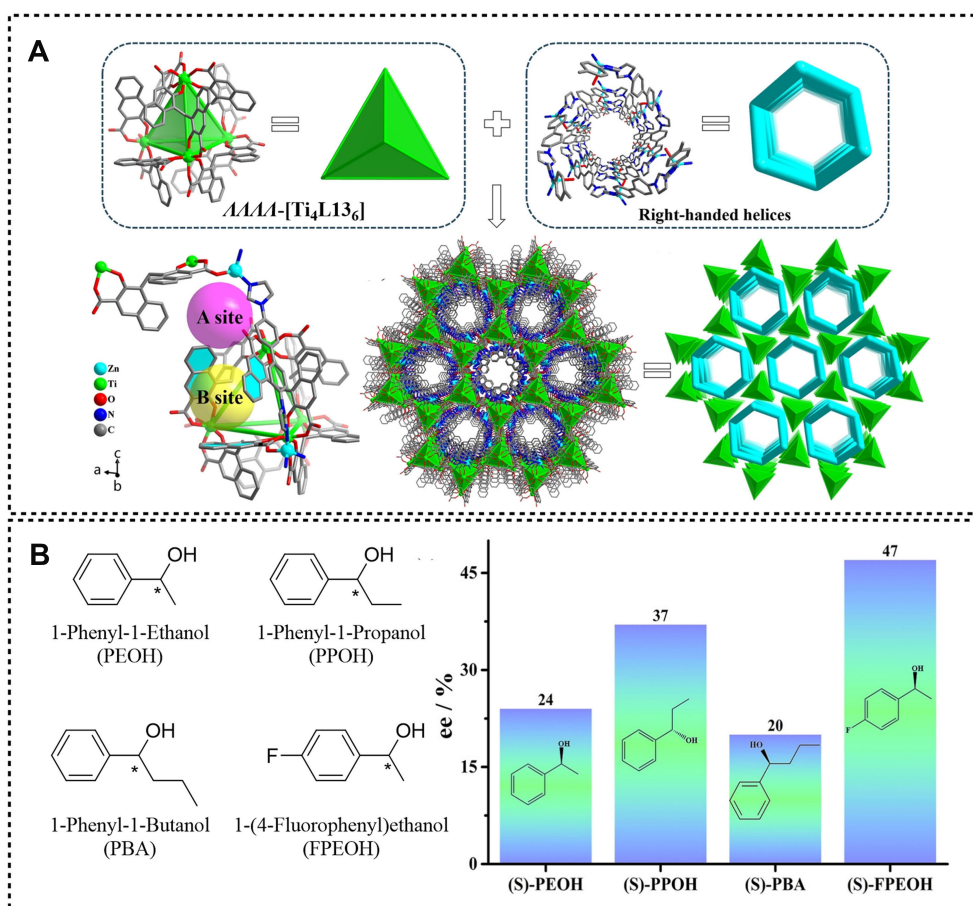 A
ΛΛΛΛ-[Ti₄L13₆]
Right-handed helices
A site
B site
Zn
Ti
O
N
C
c
a
b
B
OH
*
1-Phenyl-1-Ethanol
(PEOH)
OH
*
1-Phenyl-1-Propanol
(PPOH)
OH
*
1-Phenyl-1-Butanol
(PBA)
F
OH
*
1-(4-Fluorophenyl)ethanol
(FPEOH)
ee / %
45
30
15
0
24
OH
37
OH
20
HO
47
OH
F
(S)-PEOH
(S)-PPOH
(S)-PBA
(S)-FPEOH